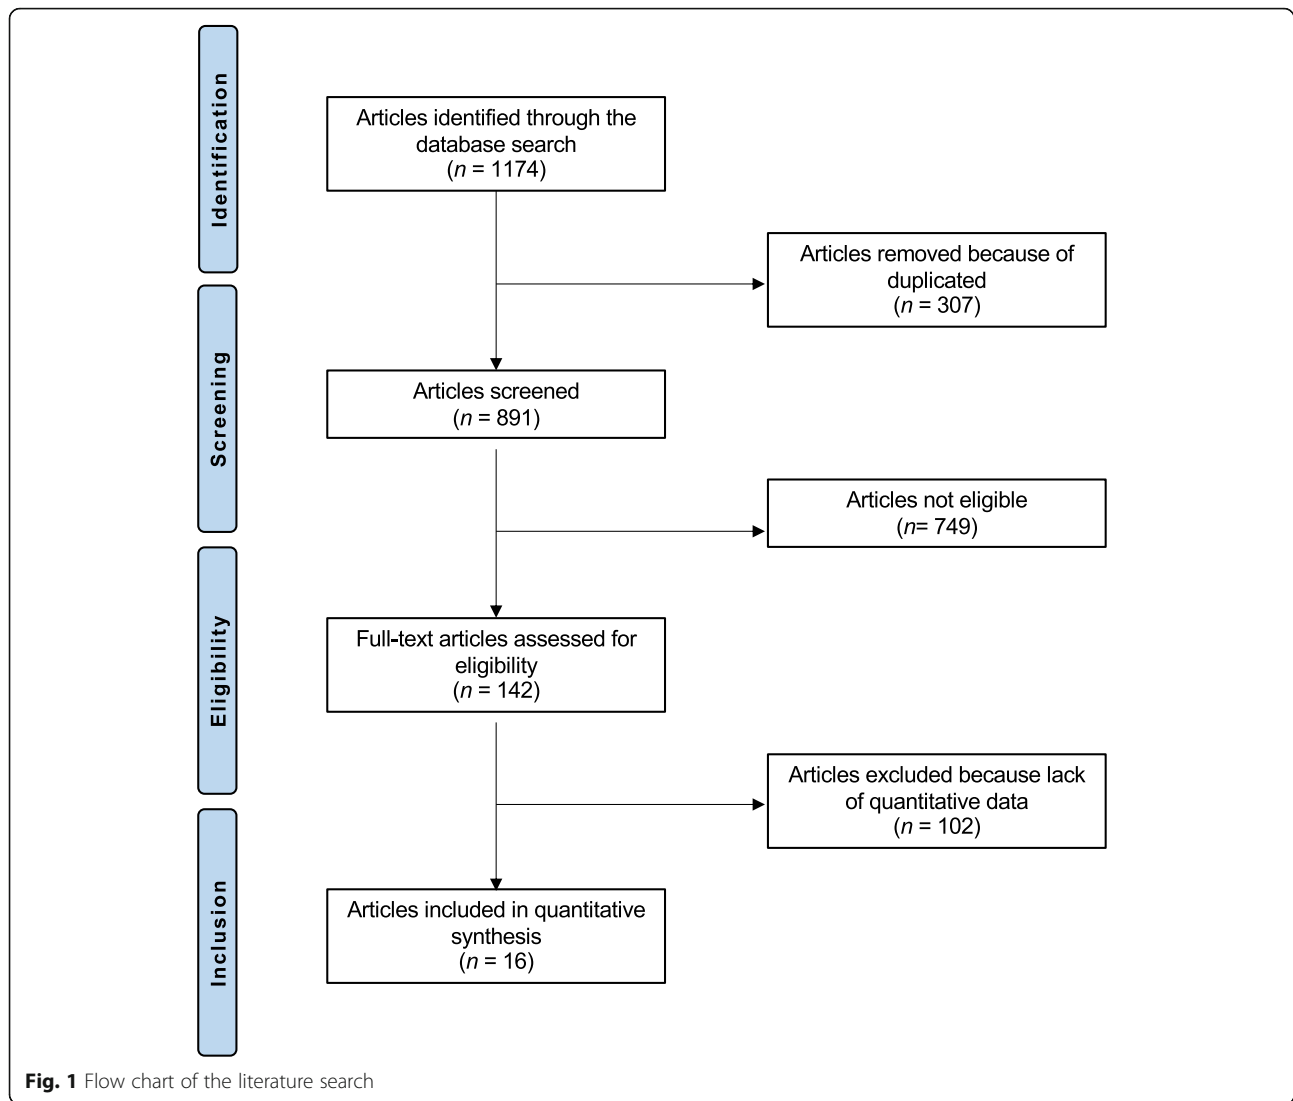 Identification
Articles identified through the
database search
(n = 1174)
Articles removed because of
duplicated
(n = 307)
Screening
Articles screened
(n = 891)
Articles not eligible
(n= 749)
Eligibility
Full-text articles assessed for
eligibility
(n = 142)
Articles excluded because lack
of quantitative data
(n = 102)
Inclusion
Articles included in quantitative
synthesis
(n = 16)
Fig. 1 Flow chart of the literature search